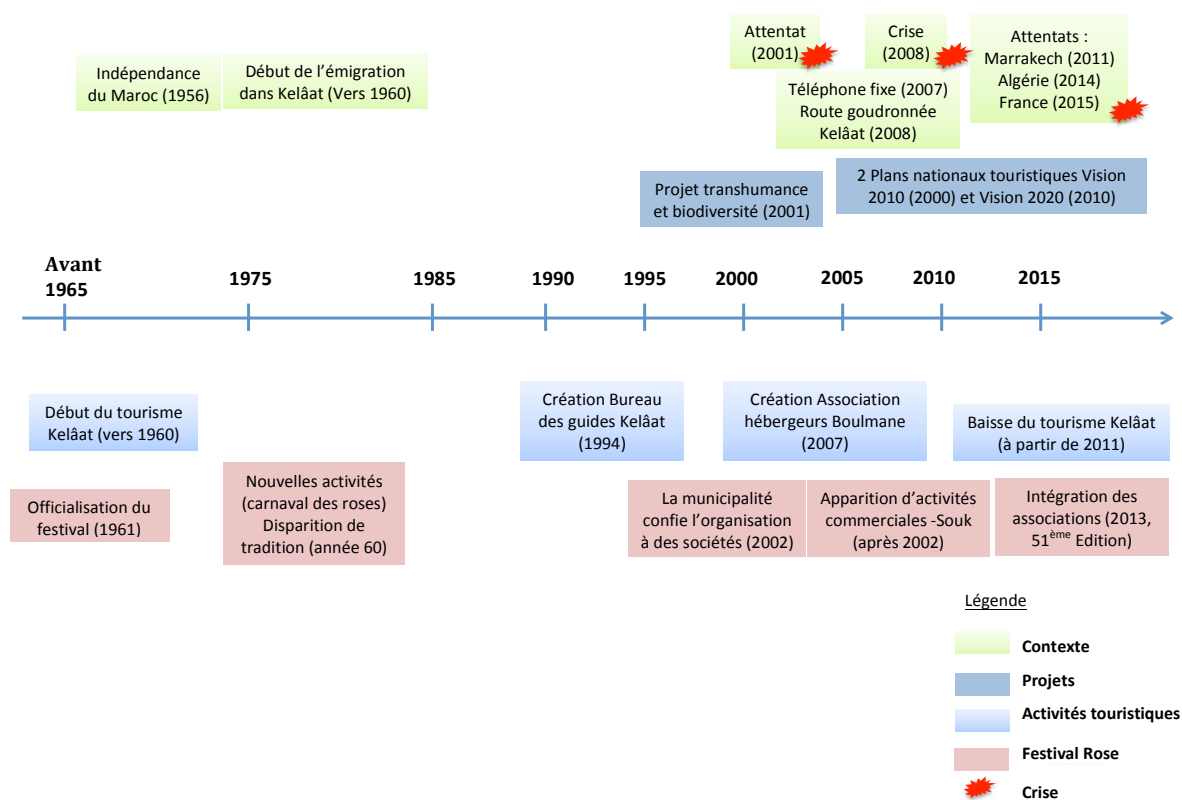 Attentat
(2001)
Crise
(2008)
Attentats :
Marrakech (2011)
Algérie (2014)
France (2015)
Indépendance
du Maroc (1956)
Début de l'émigration
dans Kelâat (Vers 1960)
Téléphone fixe (2007)
Route goudronnée
Kelâat (2008)
Projet transhumance
et biodiversité (2001)
2 Plans nationaux touristiques Vision
2010 (2000) et Vision 2020 (2010)
Avant
1965
1975
1985
1990
1995
2000
2005
2010
2015
Début du tourisme
Kelâat (vers 1960)
Création Bureau
des guides Kelâat
(1994)
Création Association
hébergeurs Boulmane
(2007)
Baisse du tourisme Kelâat
(à partir de 2011)
Officialisation du
festival (1961)
Nouvelles activités
(carnaval des roses)
Disparition de
tradition (année 60)
La municipalité
confie l'organisation
à des sociétés (2002)
Apparition d'activités
commerciales -Souk
(après 2002)
Intégration des
associations (2013,
51ème Edition)
Légende
Contexte
Projets
Activités touristiques
Festival Rose
Crise